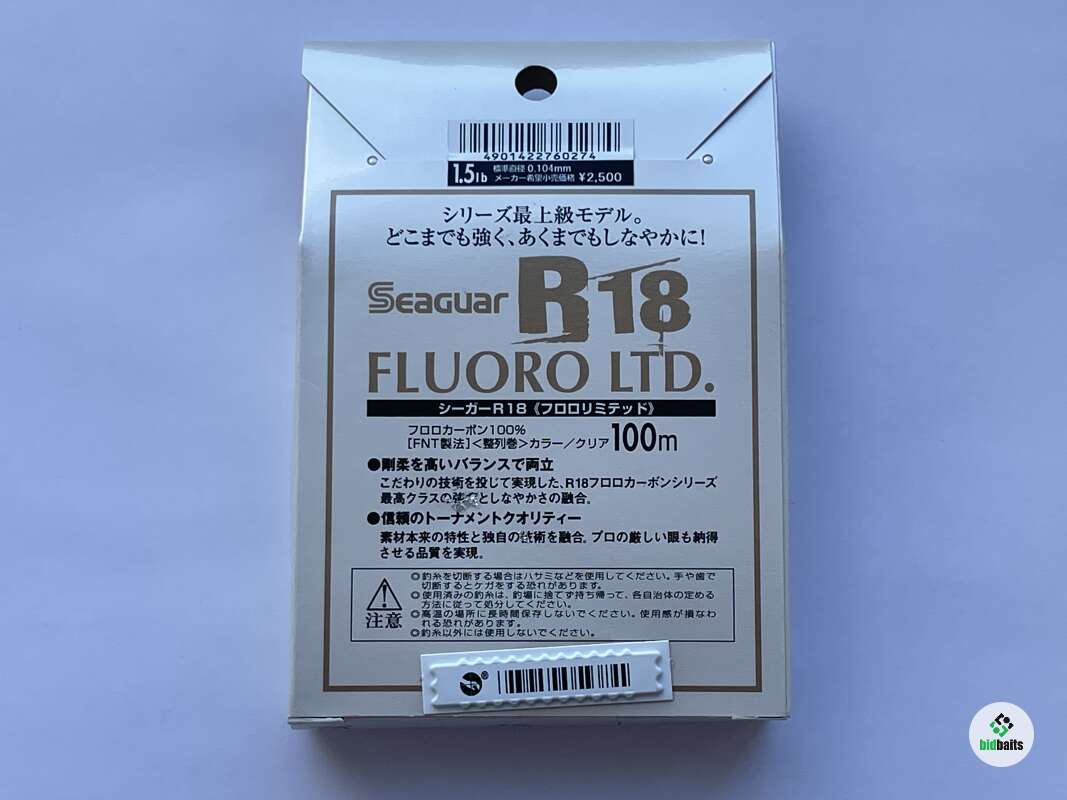 4901422760274
1.5lb 標準直径 0.104mm
メーカー希望小売価格 ¥2,500
シリーズ最上級モデル。
どこまでも強く、あくまでもしなやかに!
SEAGUAR R18
FLUORO LTD.
シーガーR18《フロロリミテッド》
フロロカーボン100%
[FNT製法]<整列巻>カラー/クリア 100m
●剛柔を高いバランスで両立
こだわりの技術を投じて実現した、R18フロロカーボンシリーズ
最高クラスの強さとしなやかさの融合。
●信頼のトーナメントクオリティー
素材本来の特性と独自の技術を融合。プロの厳しい眼も納得
させる品質を実現。
注意
◎釣糸を切断する場合はハサミなどを使用してください。手や歯で
切断するとケガをする恐れがあります。
◎使用済みの釣糸は、釣場に捨てず持ち帰って、各自治体の定める
方法に従って処分してください。
◎高温の場所に長時間保存しないでください。使用感が損なわ
れる恐れがあります。
◎釣糸以外には使用しないでください。
®
bidbaits